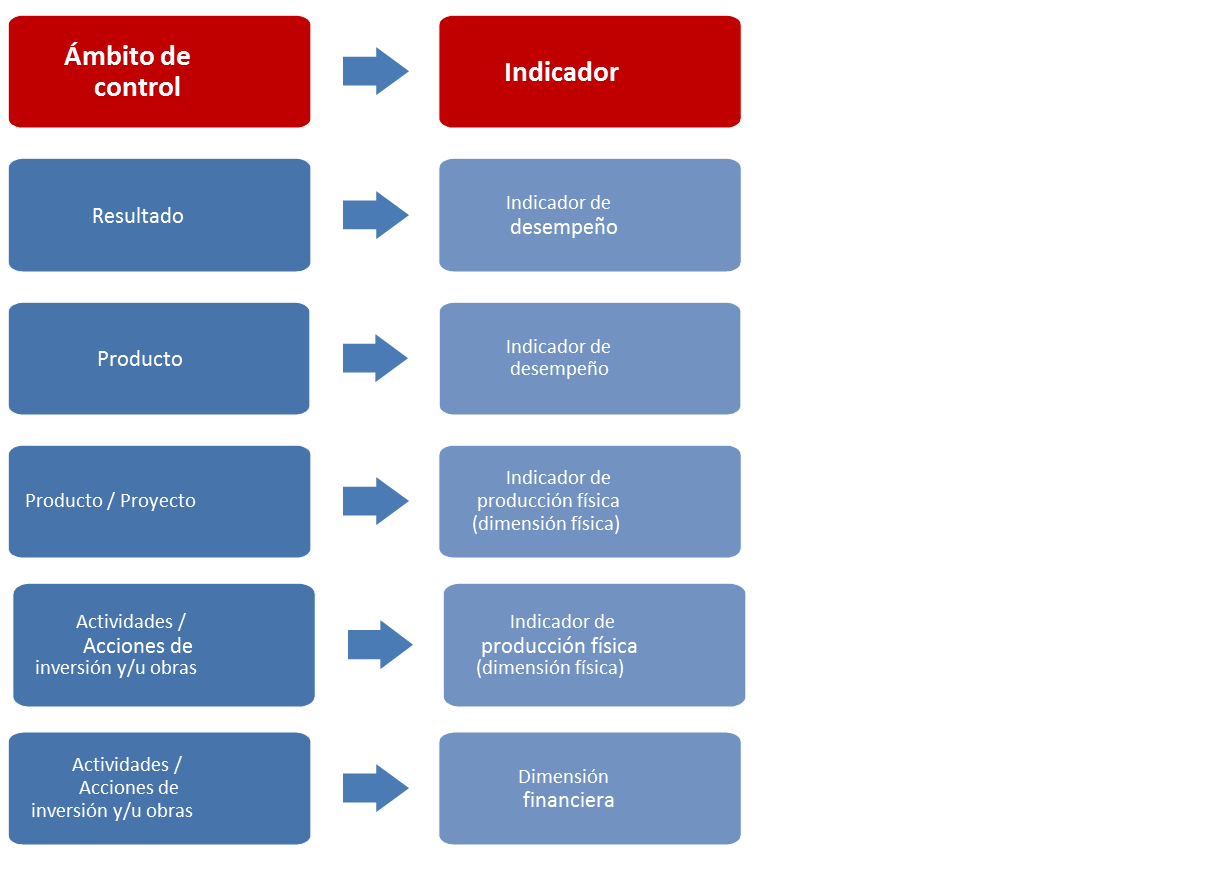 Ámbito de
control
Indicador
Resultado
Indicador de
desempeño
Producto
Indicador de
desempeño
Producto / Proyecto
Indicador de
producción física
(dimensión física)
Actividades /
Acciones de
inversión y/u obras
Indicador de
producción física
(dimensión física)
Actividades /
Acciones de
inversión y/u obras
Dimensión
financiera